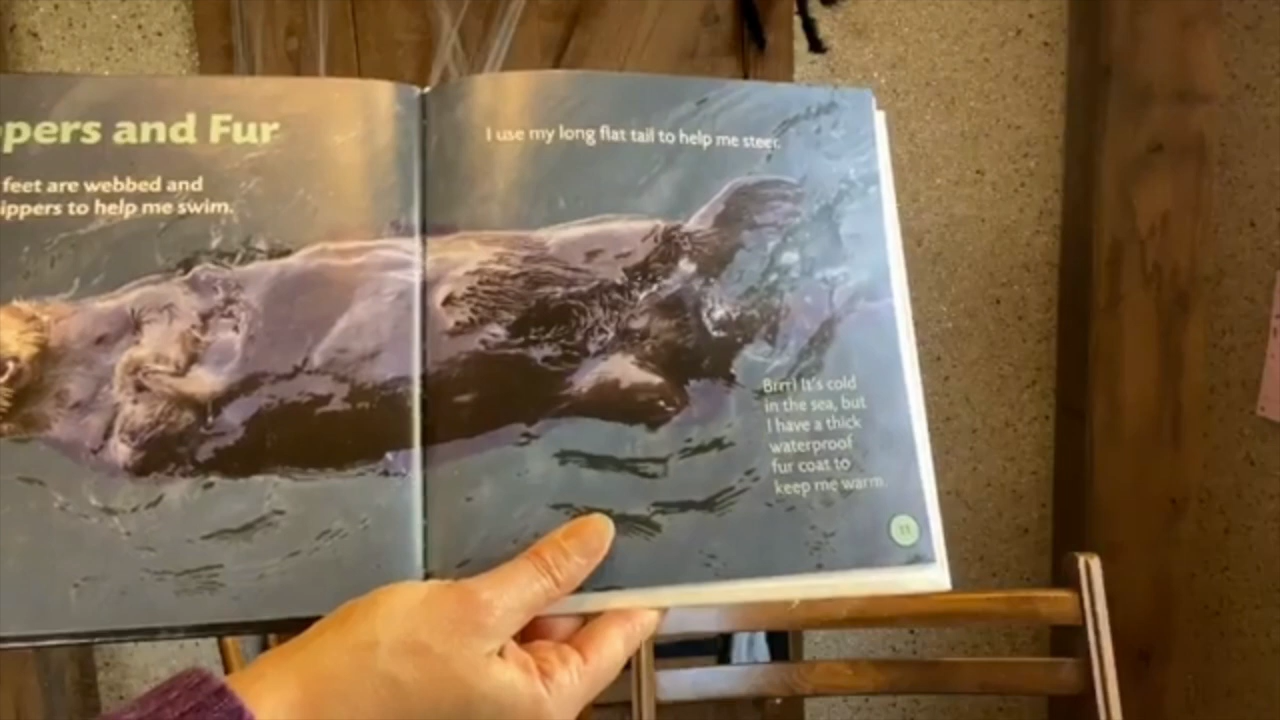 ppers and Fur
feet are webbed and
ippers to help me swim.
I use my long flat tail to help me steer.
Brrr! It's cold
in the sea, but
I have a thick
waterproof
fur coat to
keep me warm.
11